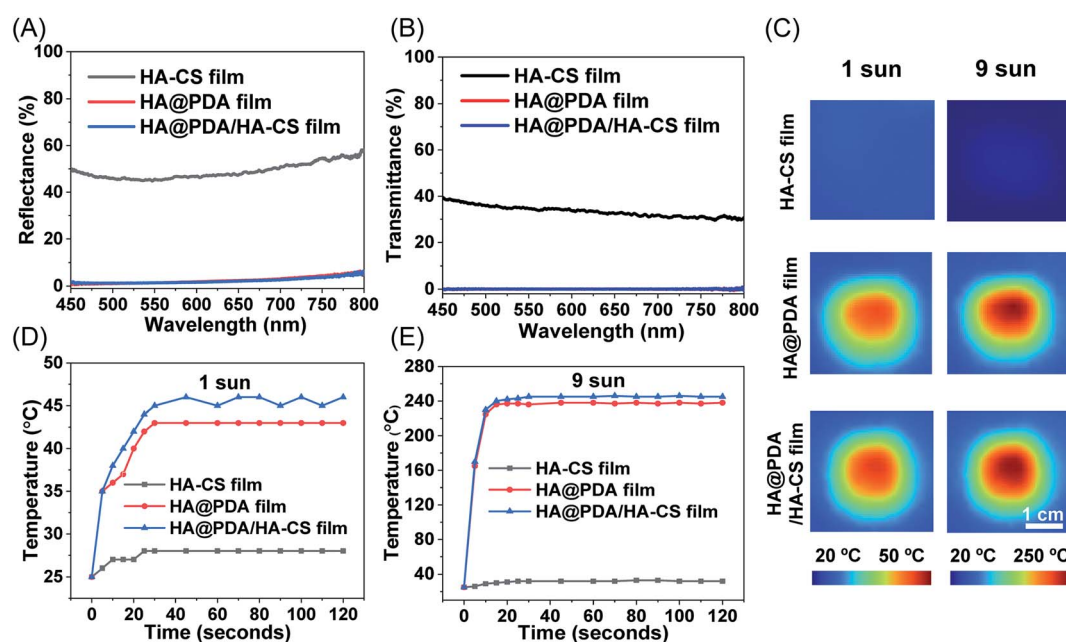 (A)
100
80
60
40
20
0
Reflectance (%)
HA-CS film
HA@PDA film
HA@PDA/HA-CS film
450 500 550 600 650 700 750 800
Wavelength (nm)
(B)
100
80
60
40
20
0
Transmittance (%)
HA-CS film
HA@PDA film
HA@PDA/HA-CS film
450 500 550 600 650 700 750 800
Wavelength (nm)
(C)
1 sun 9 sun
HA-CS film
HA@PDA film
HA@PDA
/HA-CS film
1 cm
20 ºC 50 ºC 20 ºC 250 ºC
(D)
1 sun
50
45
40
35
30
25
Temperature (°C)
HA-CS film
HA@PDA film
HA@PDA/HA-CS film
0 20 40 60 80 100 120
Time (seconds)
(E)
9 sun
280
240
200
160
120
80
40
Temperature (°C)
HA-CS film
HA@PDA film
HA@PDA/HA-CS film
0 20 40 60 80 100 120
Time (seconds)